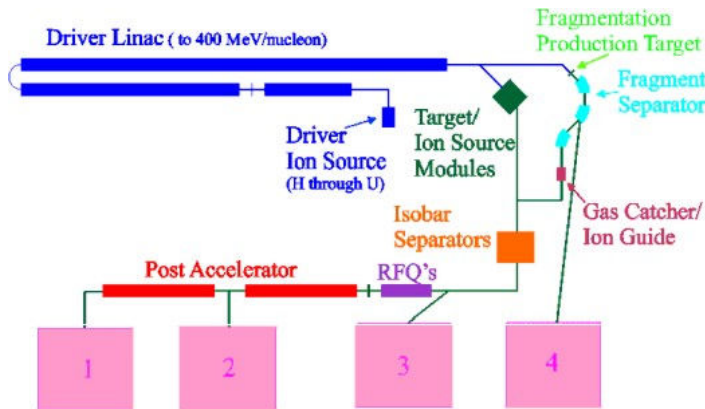 Driver Linac ( to 400 MeV/nucleon)
Fragmentation
Production Target
Fragment
Separator
Driver
Ion Source
(H through U)
Target/
Ion Source
Modules
Gas Catcher/
Ion Guide
Isobar
Separators
Post Accelerator
RFQ's
1
2
3
4